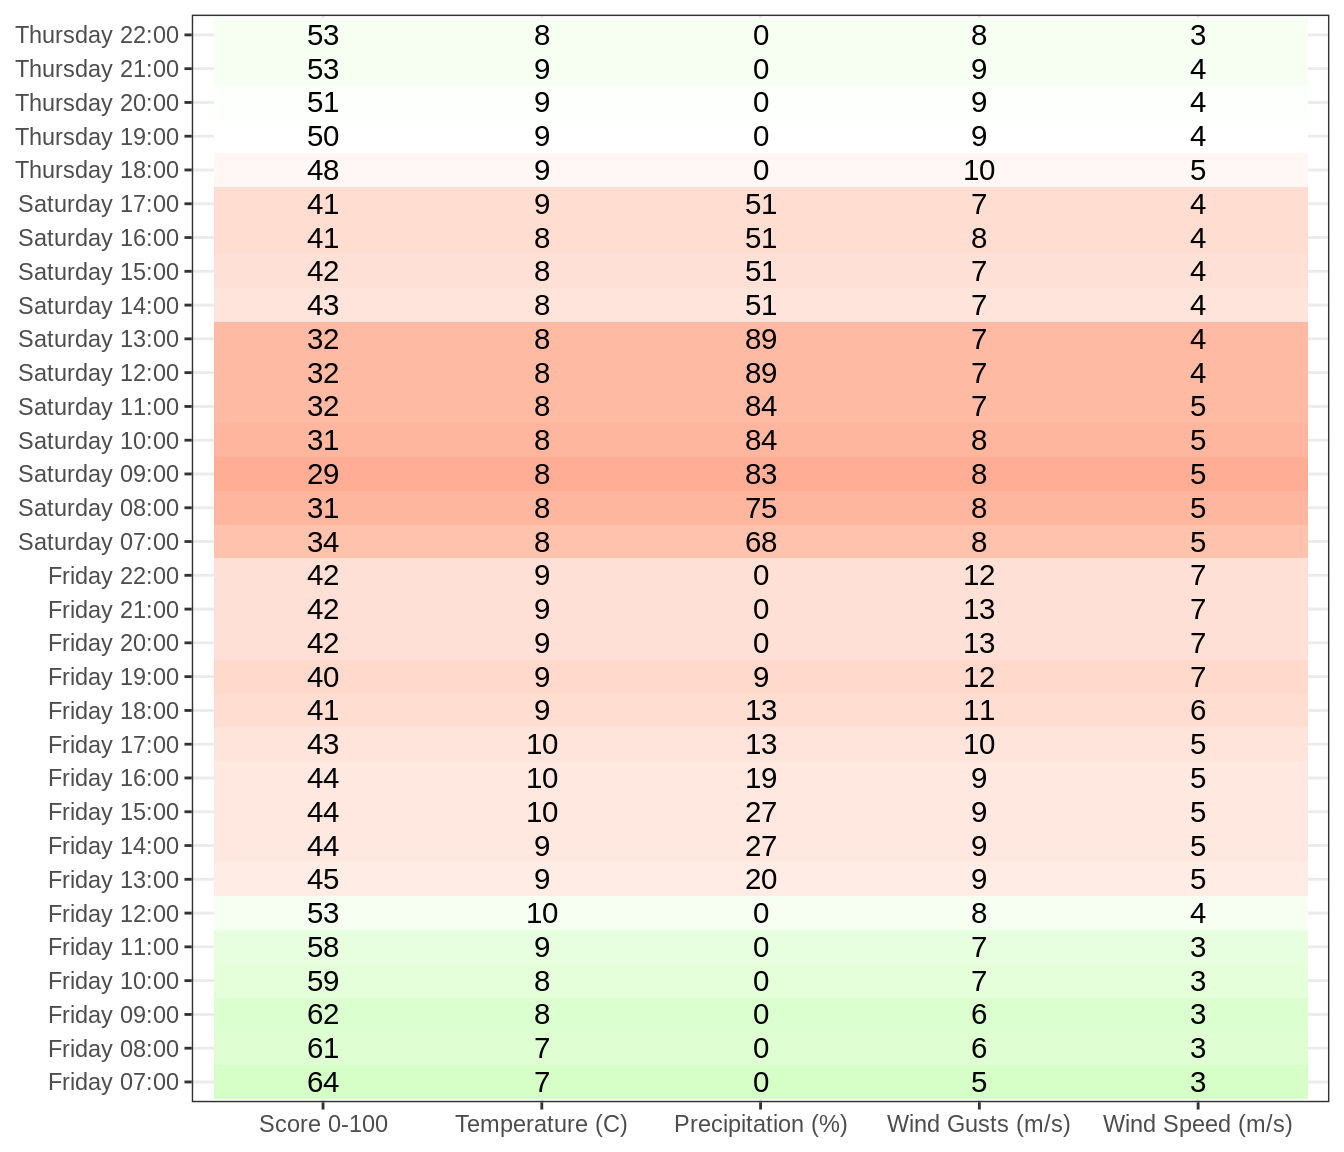 Thursday 22:00 53 8 0 8 3
Thursday 21:00 53 9 0 9 4
Thursday 20:00 51 9 0 9 4
Thursday 19:00 50 9 0 9 4
Thursday 18:00 48 9 0 10 5
Saturday 17:00 41 9 51 7 4
Saturday 16:00 41 8 51 8 4
Saturday 15:00 42 8 51 7 4
Saturday 14:00 43 8 51 7 4
Saturday 13:00 32 8 89 7 4
Saturday 12:00 32 8 89 7 4
Saturday 11:00 32 8 84 7 5
Saturday 10:00 31 8 84 8 5
Saturday 09:00 29 8 83 8 5
Saturday 08:00 31 8 75 8 5
Saturday 07:00 34 8 68 8 5
Friday 22:00 42 9 0 12 7
Friday 21:00 42 9 0 13 7
Friday 20:00 42 9 0 13 7
Friday 19:00 40 9 9 12 7
Friday 18:00 41 9 13 11 6
Friday 17:00 43 10 13 10 5
Friday 16:00 44 10 19 9 5
Friday 15:00 44 10 27 9 5
Friday 14:00 44 9 27 9 5
Friday 13:00 45 9 20 9 5
Friday 12:00 53 10 0 8 4
Friday 11:00 58 9 0 7 3
Friday 10:00 59 8 0 7 3
Friday 09:00 62 8 0 6 3
Friday 08:00 61 7 0 6 3
Friday 07:00 64 7 0 5 3
Score 0-100 Temperature (C) Precipitation (%) Wind Gusts (m/s) Wind Speed (m/s)